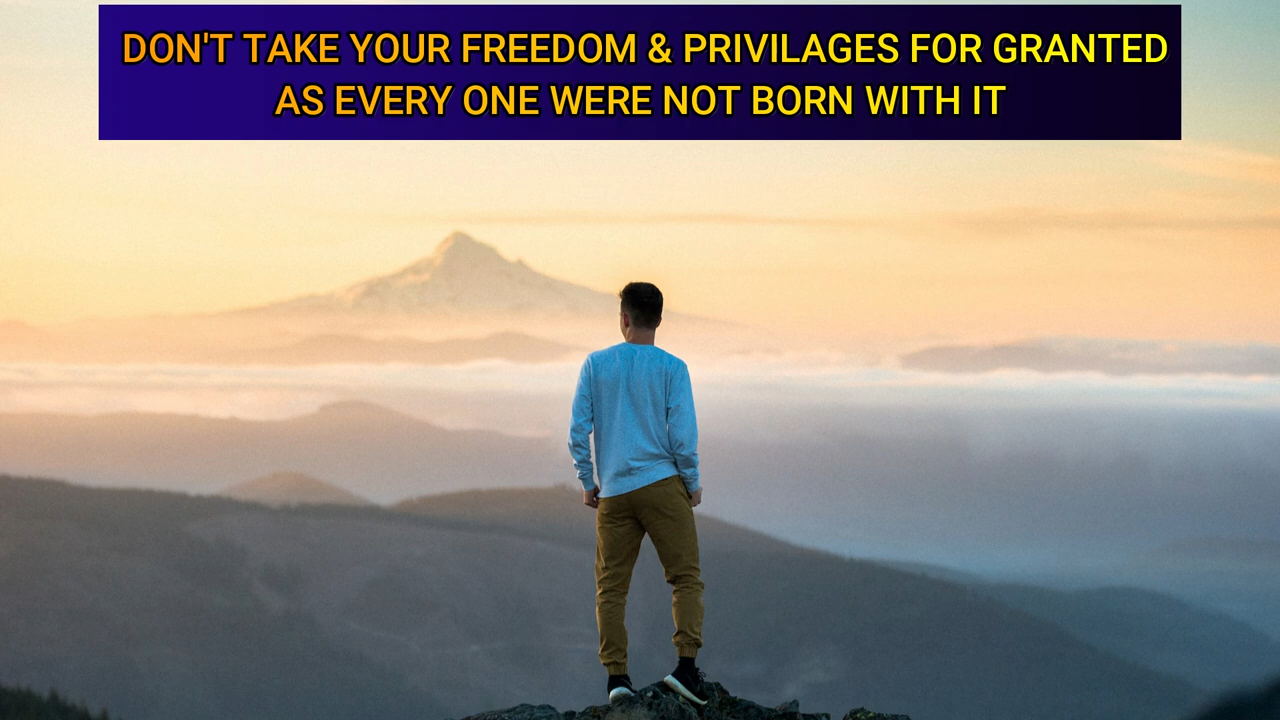 DON'T TAKE YOUR FREEDOM & PRIVILAGES FOR GRANTED
AS EVERY ONE WERE NOT BORN WITH IT